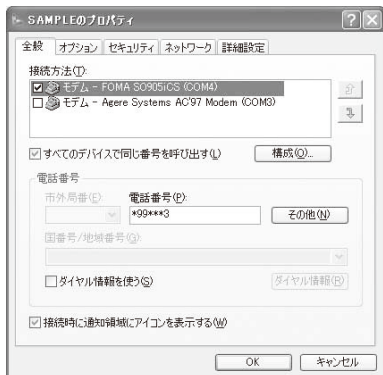 SAMPLEのプロパティ
全般 オプション セキュリティ ネットワーク 詳細設定
接続方法(T):
モデム - FOMA SO905iCS (COM4)
モデム - Agere Systems AC'97 Modem (COM3)
すべてのデバイスで同じ番号を呼び出す(L) 構成(O)...
電話番号
市外局番(E): 電話番号(P):
*99***3 その他(N)
国番号/地域番号(G):
ダイヤル情報を使う(S) ダイヤル情報(R)
接続時に通知領域にアイコンを表示する(W)
OK キャンセル